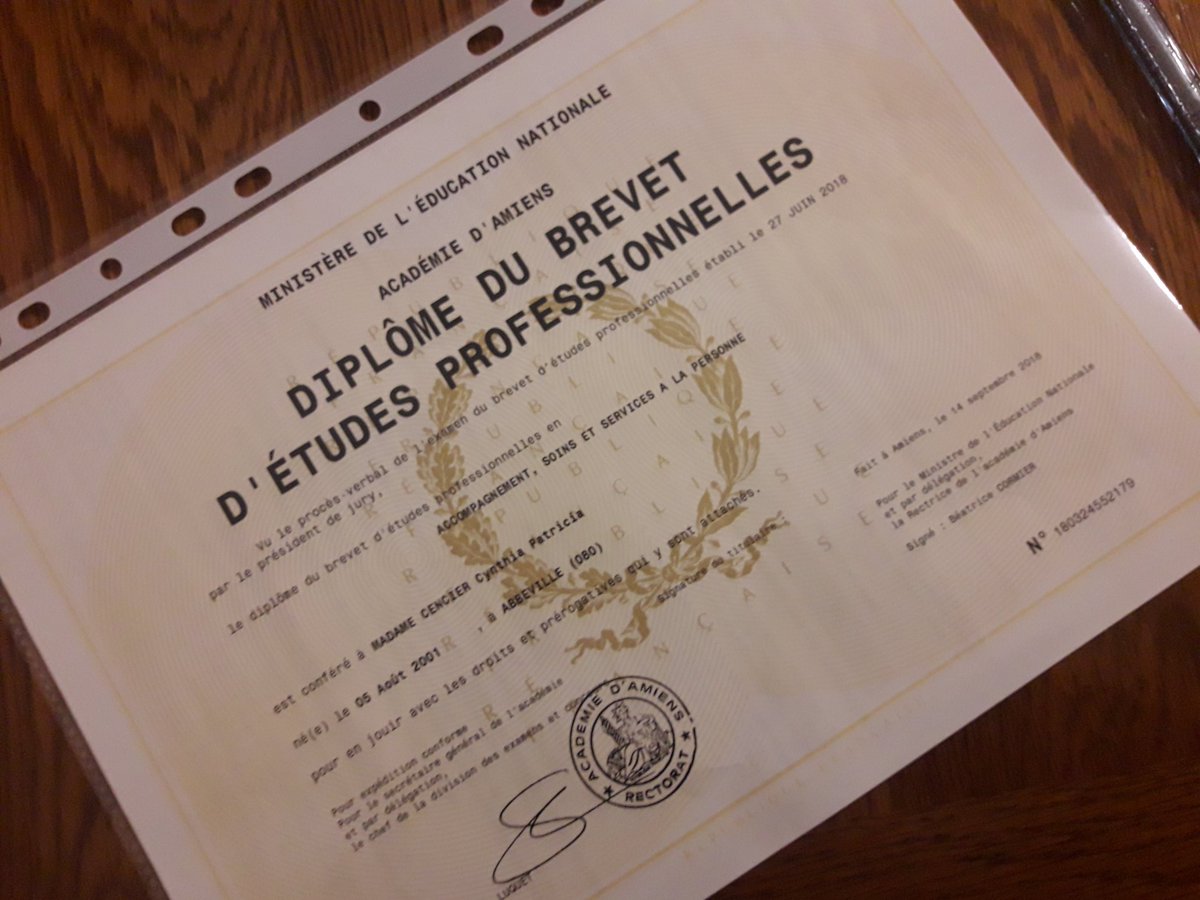 MINISTÈRE DE L'ÉDUCATION NATIONALE
ACADÉMIE D'AMIENS
DIPLÔME DU BREVET
D'ÉTUDES PROFESSIONNELLES
Vu le procès-verbal de l'examen du brevet d'études professionnelles établi le 27 JUIN 2018
par le président de jury,
le diplôme du brevet d'études professionnelles en
ACCOMPAGNEMENT, SOINS ET SERVICES A LA PERSONNE
est conféré à MADAME CENCIER Cynthia Patricia
né(e) le 05 Août 2001 , à ABBEVILLE (080)
pour en jouir avec les droits et prérogatives qui y sont attachés.
Pour expédition conforme
Pour le secrétaire général de l'académie
et par délégation,
le chef de la division des examens et
LUQUET
Signature du titulaire
Fait à Amiens, le 14 septembre 2018
Pour le Ministre de l'Éducation Nationale
et par délégation,
la Rectrice de l'académie d'Amiens
Signé : Béatrice CORMIER
N° 180324552179
ACADEMIE D'AMIENS
RECTORAT